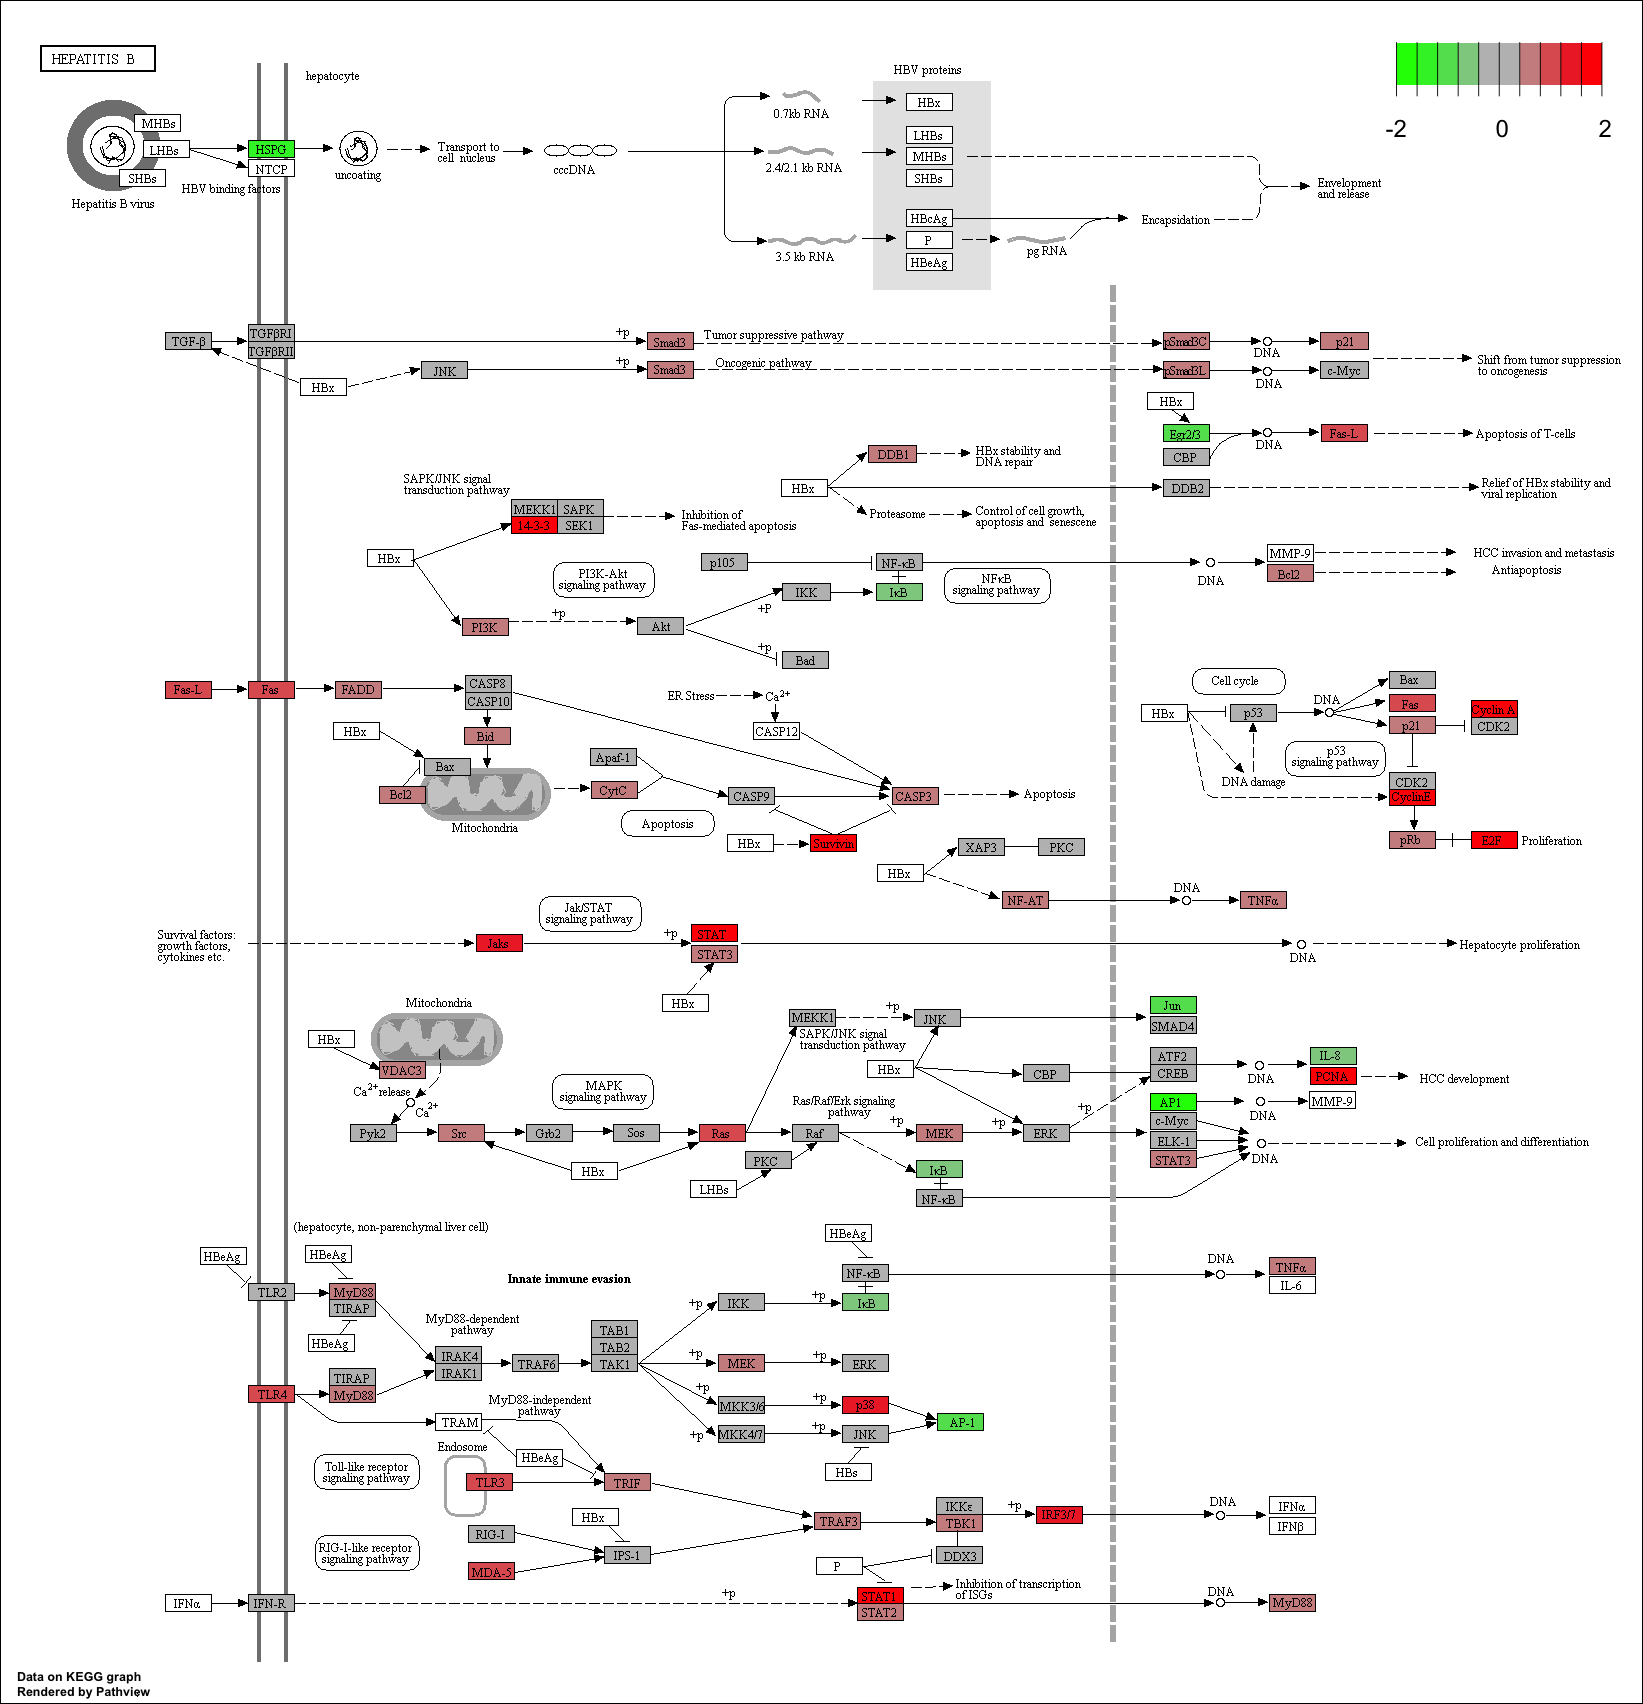 HEPATITIS B
hepatocyte
HBV proteins
-2
0
2
MHBs
LHBs
SHBs
Hepatitis B virus
HSPG
NTCP
HBV binding factors
uncoating
Transport to
cell nucleus
cccDNA
0.7kb RNA
2.4/2.1 kb RNA
3.5 kb RNA
HBx
LHBs
MHBs
SHBs
HBcAg
P
HBeAg
pg RNA
Encapsidation
Envelopment
and release
TGF-β
TGFβRI
TGFβRII
HBx
JNK
+p
+p
Smad3
Smad3
Tumor suppressive pathway
Oncogenic pathway
pSmad3C
pSmad3L
DNA
DNA
p21
c-Myc
Shift from tumor suppression
to oncogenesis
HBx
Egr2/3
CBP
DNA
Fas-L
Apoptosis of T-cells
HBx
DDB1
HBx stability and
DNA repair
DDB2
Relief of HBx stability and
viral replication
Proteasome
Control of cell growth,
apoptosis and senescene
SAPK/JNK signal
transduction pathway
MEKK1
SAPK
14-3-3
SEK1
Inhibition of
Fas-mediated apoptosis
HBx
PI3K-Akt
signaling pathway
p105
NF-κB
IKK
IκB
NFκB
signaling pathway
DNA
MMP-9
Bcl2
HCC invasion and metastasis
Antiapoptosis
PI3K
+p
Akt
+P
+p
Bad
Fas-L
Fas
FADD
CASP8
CASP10
ER Stress
Ca2+
CASP12
HBx
Bid
Bax
Bcl2
Mitochondria
Apaf-1
CytC
CASP9
CASP3
Apoptosis
Apoptosis
HBx
Survivin
Cell cycle
HBx
p53
DNA
Bax
Fas
p21
Cyclin A
CDK2
p53
signaling pathway
DNA damage
CDK2
CyclinE
pRb
E2F
Proliferation
HBx
XAP3
PKC
NF-AT
DNA
TNFα
Jak/STAT
signaling pathway
Survival factors:
growth factors,
cytokines etc.
Jaks
+p
STAT
STAT3
HBx
DNA
Hepatocyte proliferation
Mitochondria
HBx
VDAC3
Ca2+ release
Ca2+
MAPK
signaling pathway
MEKK1
+p
JNK
SAPK/JNK signal
transduction pathway
HBx
CBP
Jun
SMAD4
ATF2
CREB
DNA
IL-8
PCNA
HCC development
Ras/Raf/Erk signaling
pathway
+p
AP1
c-Myc
ELK-1
STAT3
DNA
MMP-9
Pyk2
Src
Grb2
Sos
Ras
Raf
+p
MEK
+p
ERK
DNA
Cell proliferation and differentiation
HBx
PKC
LHBs
IκB
NF-κB
(hepatocyte, non-parenchymal liver cell)
HBeAg
HBeAg
TLR2
MyD88
TIRAP
HBeAg
Innate immune evasion
HBeAg
NF-κB
DNA
TNFα
IL-6
+p
IKK
+p
IκB
MyD88-dependent
pathway
TAB1
TAB2
TAK1
IRAK4
IRAK1
TRAF6
+p
MEK
+p
ERK
TLR4
TIRAP
MyD88
+p
MKK3/6
+p
p38
AP-1
+p
MKK4/7
+p
JNK
HBs
MyD88-independent
pathway
TRAM
HBeAg
Endosome
Toll-like receptor
signaling pathway
TLR3
TRIF
HBx
RIG-I
IPS-1
RIG-I-like receptor
signaling pathway
MDA-5
TRAF3
IKKε
TBK1
DDX3
+p
IRF3/7
DNA
IFNα
IFNβ
P
STAT1
STAT2
Inhibition of transcription
of ISGs
IFNα
IFN-R
+p
DNA
MyD88
Data on KEGG graph
Rendered by Pathview